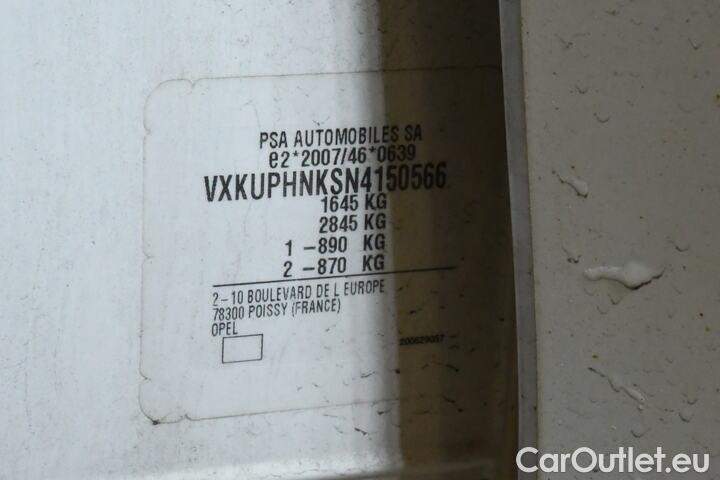 PSA AUTOMOBILES SA
e2*2007/46*0639
VXKUPHNKSN4150566
1645 KG
2845 KG
1 -890 KG
2 -870 KG
2-10 BOULEVARD DE L EUROPE
78300 POISSY (FRANCE)
OPEL
CarOutlet.eu